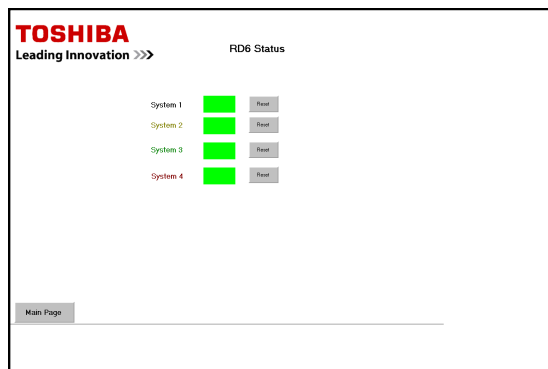 TOSHIBA
Leading Innovation >>>
RD6 Status
System 1 Reset
System 2 Reset
System 3 Reset
System 4 Reset
Main Page